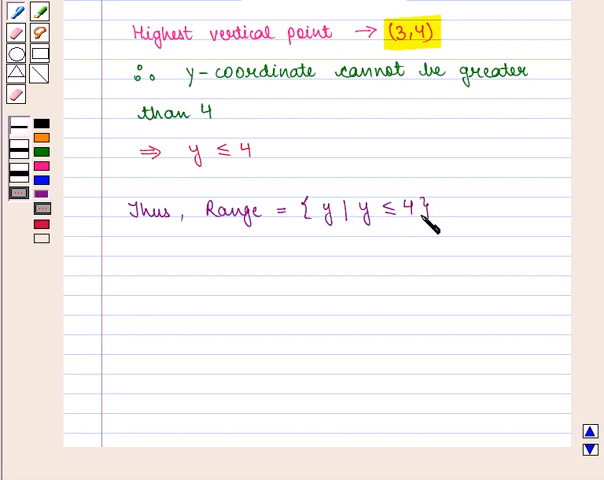 Highest vertical point → (3,4)
∴ y-coordinate cannot be greater
than 4
⇒ y ≤ 4
Thus, Range = { y | y ≤ 4}